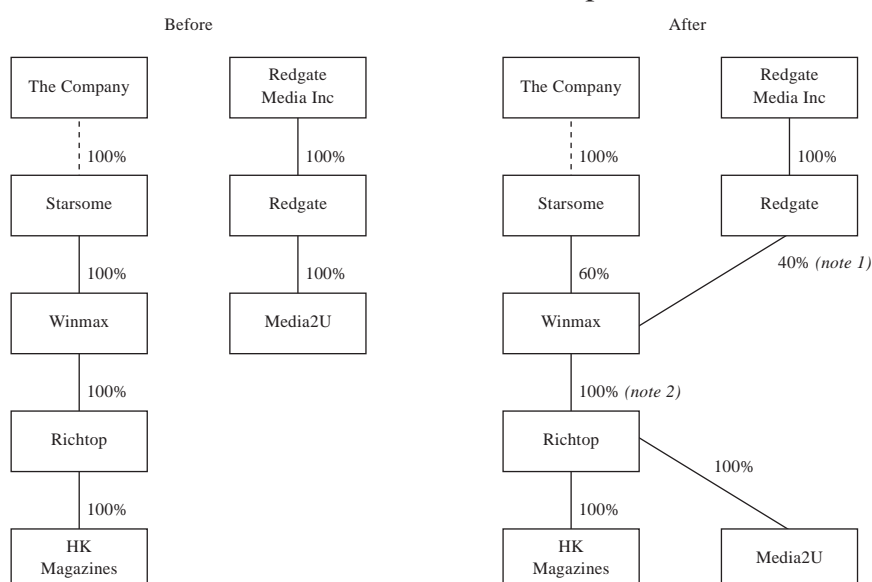 Before
After
The Company
Redgate
Media Inc
The Company
Redgate
Media Inc
100%
100%
100%
100%
Starsome
Redgate
Starsome
Redgate
100%
100%
60%
40% (note 1)
Winmax
Media2U
Winmax
100%
100% (note 2)
Richtop
Richtop
100%
100%
100%
HK
Magazines
HK
Magazines
Media2U